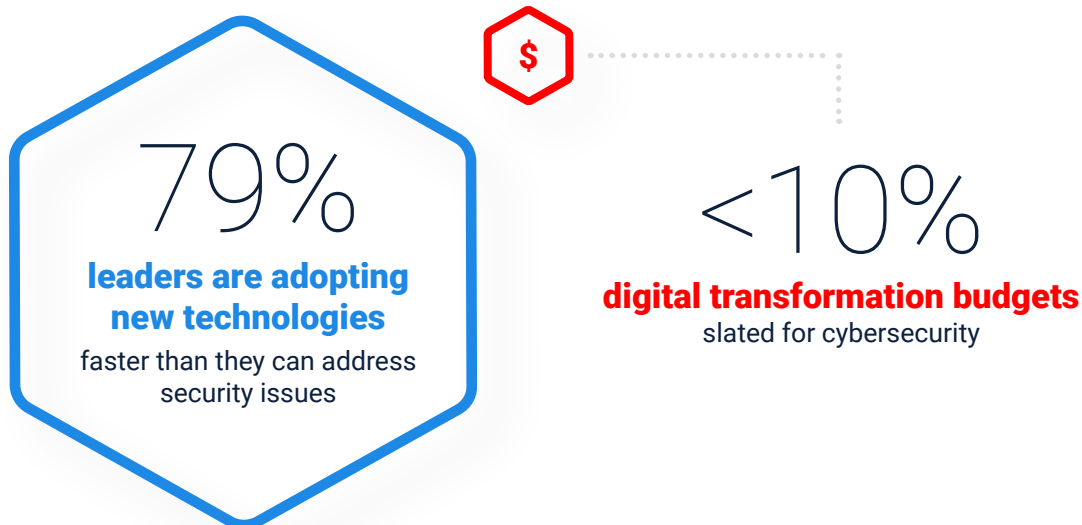 79%
leaders are adopting
new technologies
faster than they can address
security issues
$
<10%
digital transformation budgets
slated for cybersecurity